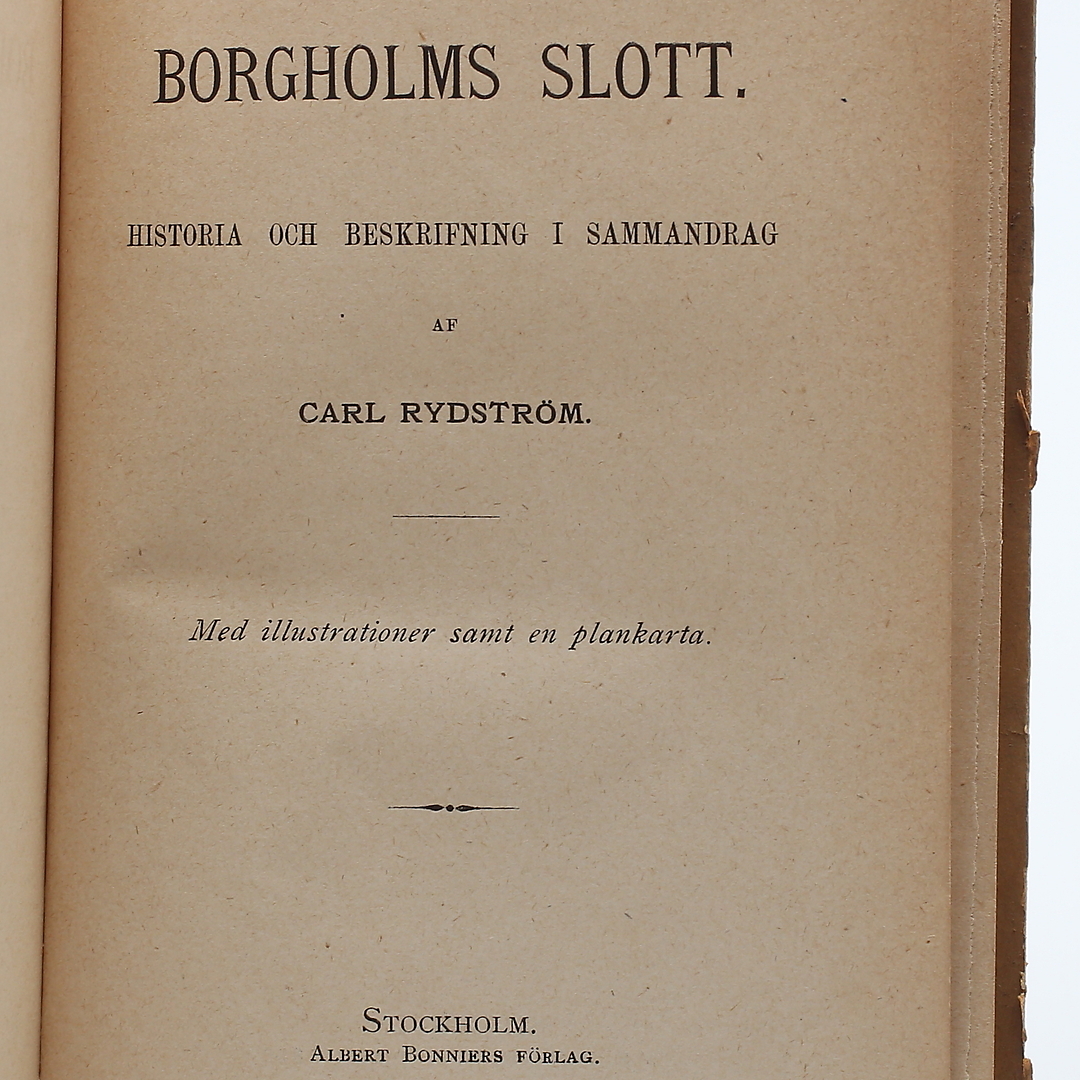 BORGHOLMS SLOTT.
HISTORIA OCH BESKRIFNING I SAMMANDRAG
AF
CARL RYDSTRÖM.
Med illustrationer samt en plankarta.
STOCKHOLM.
ALBERT BONNIERS FÖRLAG.